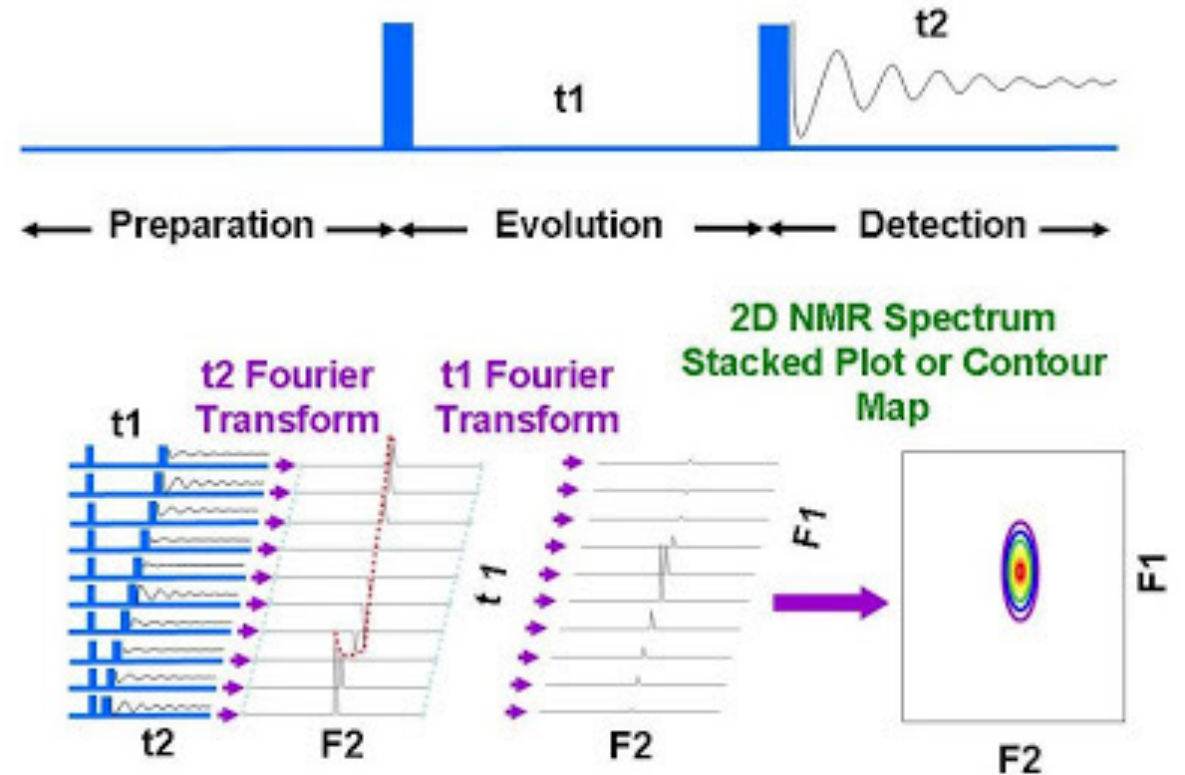 t2
t1
Preparation
Evolution
Detection
2D NMR Spectrum
Stacked Plot or Contour
Map
t2 Fourier
Transform
t1 Fourier
Transform
t1
t 1
F1
F1
t2
F2
F2
F2